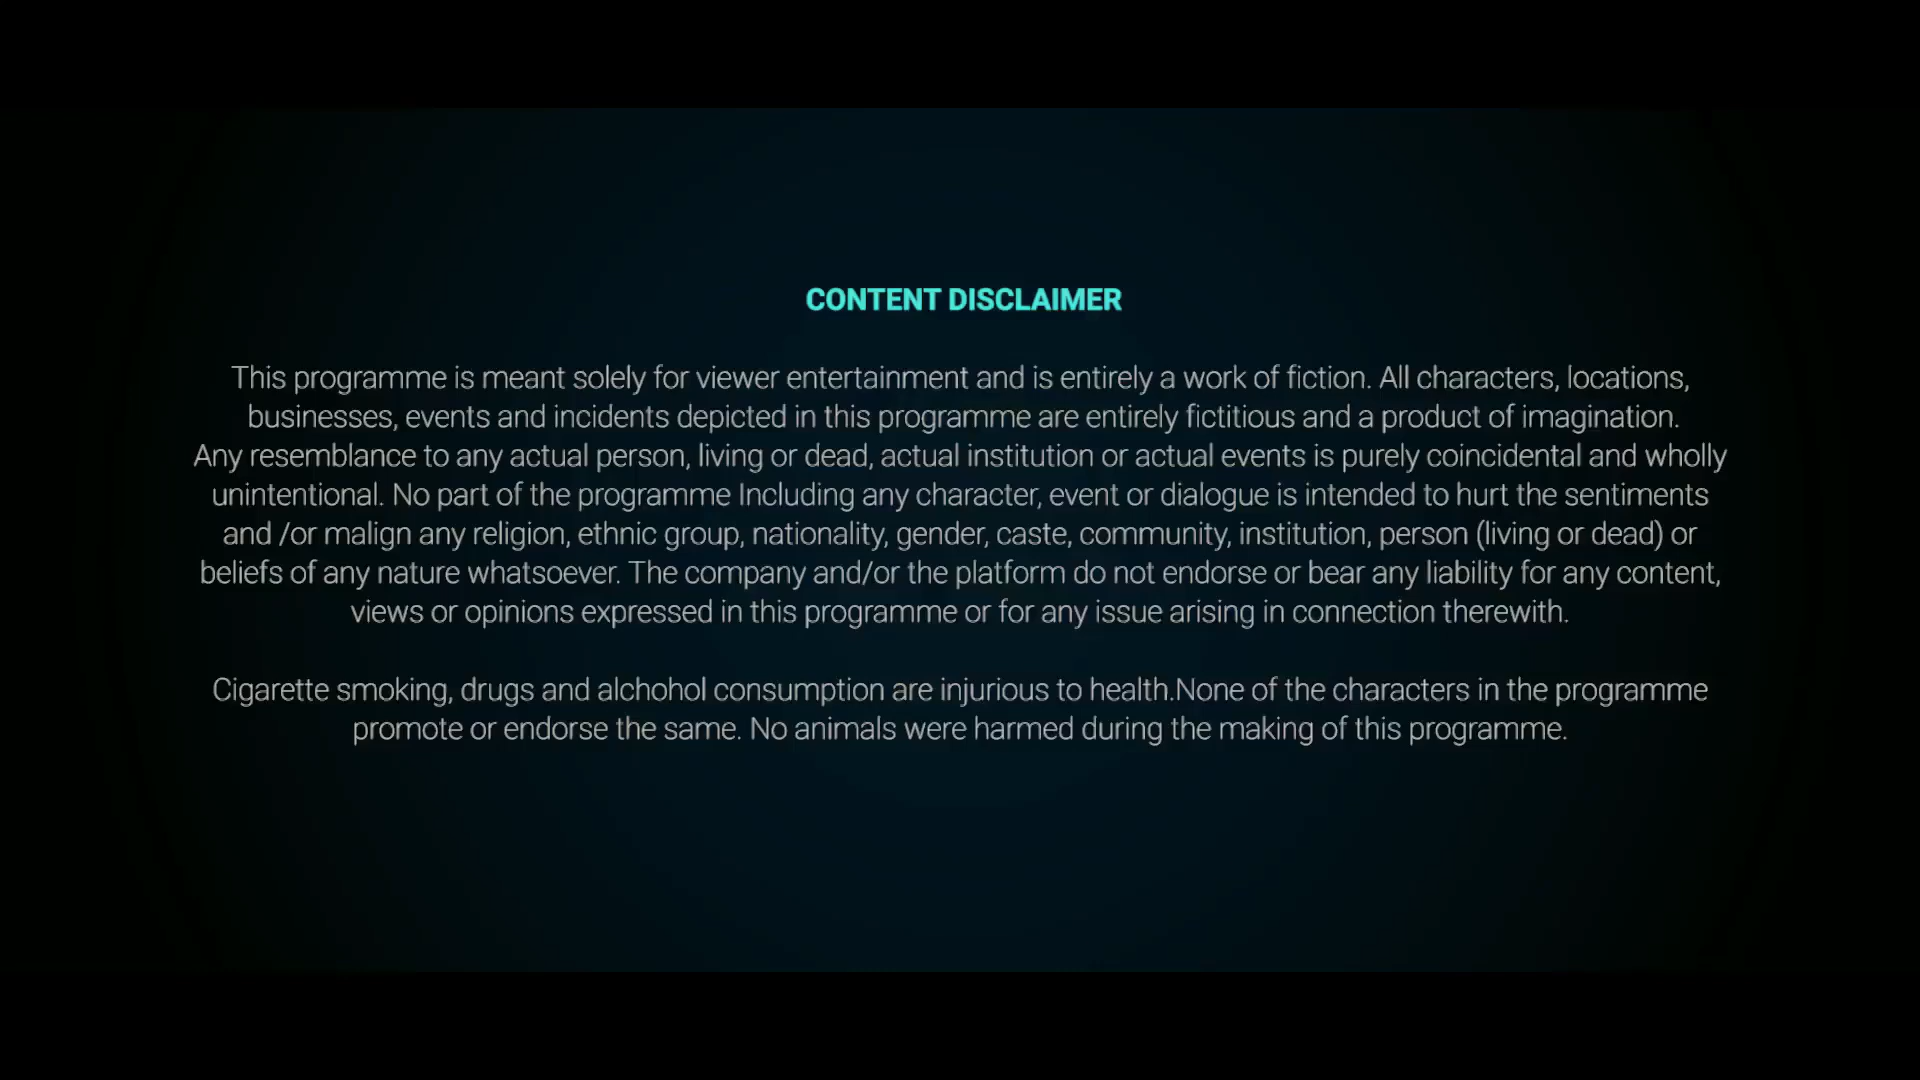 CONTENT DISCLAIMER
This programme is meant solely for viewer entertainment and is entirely a work of fiction. All characters, locations,
businesses, events and incidents depicted in this programme are entirely fictitious and a product of imagination.
Any resemblance to any actual person, living or dead, actual institution or actual events is purely coincidental and wholly
unintentional. No part of the programme Including any character, event or dialogue is intended to hurt the sentiments
and /or malign any religion, ethnic group, nationality, gender, caste, community, institution, person (living or dead) or
beliefs of any nature whatsoever. The company and/or the platform do not endorse or bear any liability for any content,
views or opinions expressed in this programme or for any issue arising in connection therewith.
Cigarette smoking, drugs and alchohol consumption are injurious to health.None of the characters in the programme
promote or endorse the same. No animals were harmed during the making of this programme.